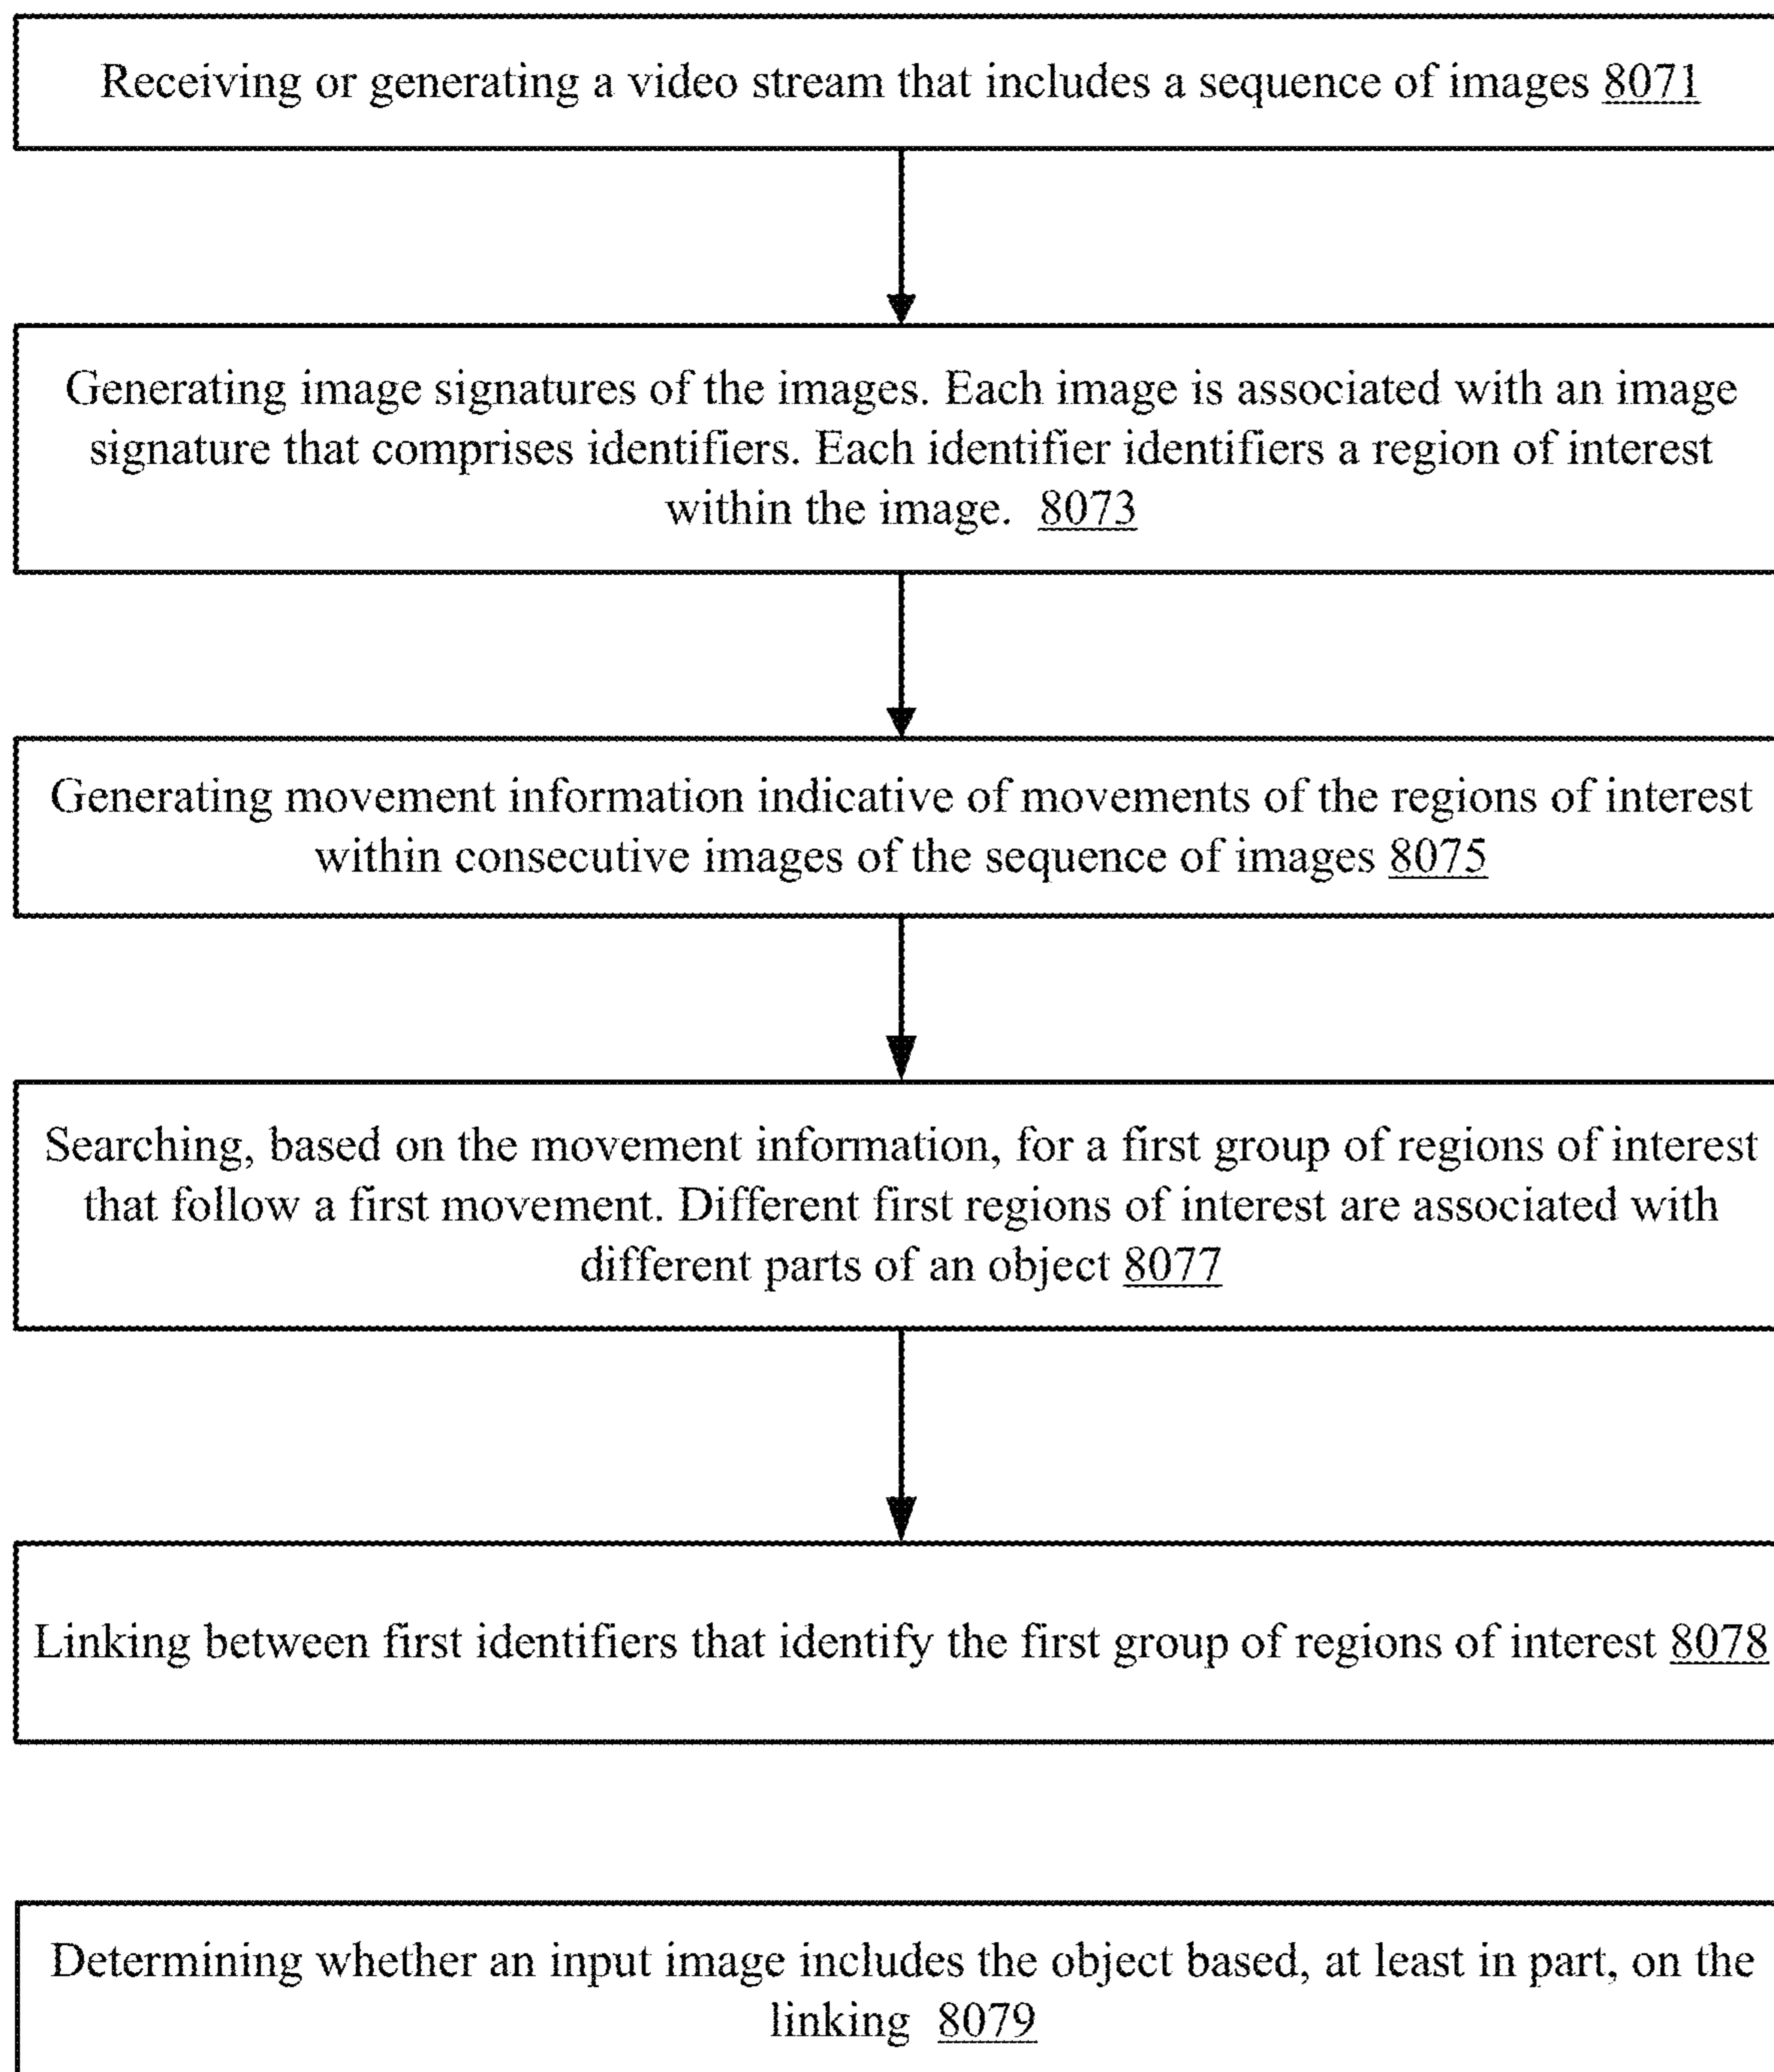 Receiving or generating a video stream that includes a sequence of images 8071
Generating image signatures of the images. Each image is associated with an image
signature that comprises identifiers. Each identifier identifiers a region of interest
within the image. 8073
Generating movement information indicative of movements of the regions of interest
within consecutive images of the sequence of images 8075
Searching, based on the movement information, for a first group of regions of interest
that follow a first movement. Different first regions of interest are associated with
different parts of an object 8077
Linking between first identifiers that identify the first group of regions of interest 8078
Determining whether an input image includes the object based, at least in part, on the
linking 8079